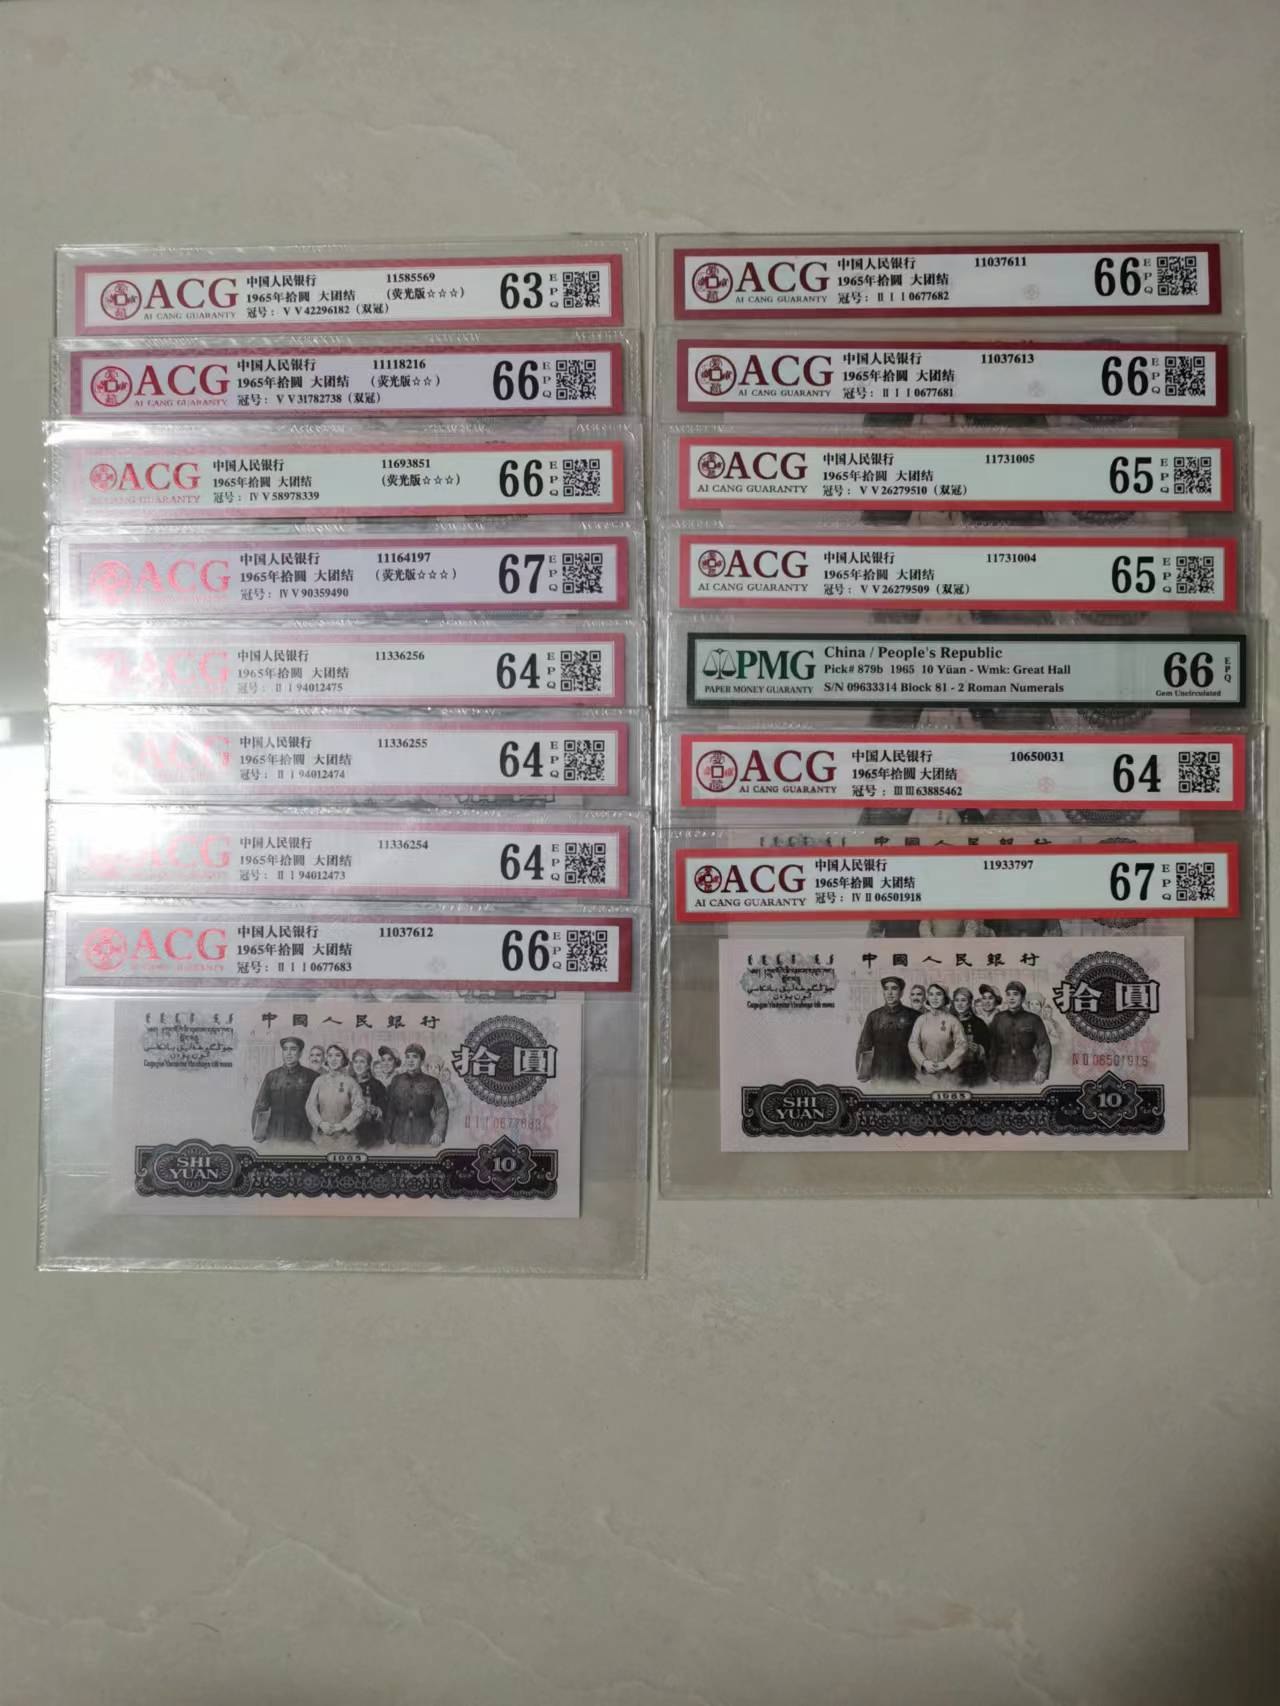 ACG
AI CANG GUARANTY
中国人民银行 11585569
1965年拾圆 大团结 (荧光版☆☆☆)
冠号: V V 42296182 (双冠)
63 EPQ
ACG
AI CANG GUARANTY
中国人民银行 11118216
1965年拾圆 大团结 (荧光版☆☆)
冠号: V V 31782738 (双冠)
66 EPQ
ACG
AI CANG GUARANTY
中国人民银行 11693851
1965年拾圆 大团结 (荧光版☆☆☆)
冠号: Ⅳ V 58978339
66 EPQ
ACG
中国人民银行 11164197
1965年拾圆 大团结 (荧光版☆☆☆)
冠号: Ⅳ V 90359490
67 EPQ
ACG
中国人民银行 11336256
1965年拾圆 大团结
冠号: Ⅱ Ⅰ 94012475
64 EPQ
ACG
中国人民银行 11336255
1965年拾圆 大团结
冠号: Ⅱ Ⅰ 94012474
64 EPQ
ACG
中国人民银行 11336254
1965年拾圆 大团结
冠号: Ⅱ Ⅰ 94012473
64 EPQ
ACG
AI CANG GUARANTY
中国人民银行 11037612
1965年拾圆 大团结
冠号: Ⅱ Ⅰ Ⅰ 0677683
66 EPQ
中國人民銀行
拾圓
Ⅱ Ⅰ Ⅰ 0677683
SHI
YUAN
1965
10
ACG
AI CANG GUARANTY
中国人民银行 11037611
1965年拾圆 大团结
冠号: Ⅱ Ⅰ Ⅰ 0677682
66 EPQ
ACG
AI CANG GUARANTY
中国人民银行 11037613
1965年拾圆 大团结
冠号: Ⅱ Ⅰ Ⅰ 0677681
66 EPQ
ACG
AI CANG GUARANTY
中国人民银行 11731005
1965年拾圆 大团结
冠号: V V 26279510 (双冠)
65 EPQ
ACG
AI CANG GUARANTY
中国人民银行 11731004
1965年拾圆 大团结
冠号: V V 26279509 (双冠)
65 EPQ
PMG
PAPER MONEY GUARANTY
China / People's Republic
Pick# 879b 1965 10 Yüan - Wmk: Great Hall
S/N 09633314 Block 81 - 2 Roman Numerals
66 EPQ
Gem Uncirculated
ACG
AI CANG GUARANTY
中国人民银行 10650031
1965年拾圆 大团结
冠号: Ⅲ Ⅲ 63885462
64
ACG
AI CANG GUARANTY
中国人民银行 11933797
1965年拾圆 大团结
冠号: Ⅳ Ⅱ 06501918
67 EPQ
中國人民銀行
拾圓
Ⅳ Ⅱ 06501918
SHI
YUAN
1965
10